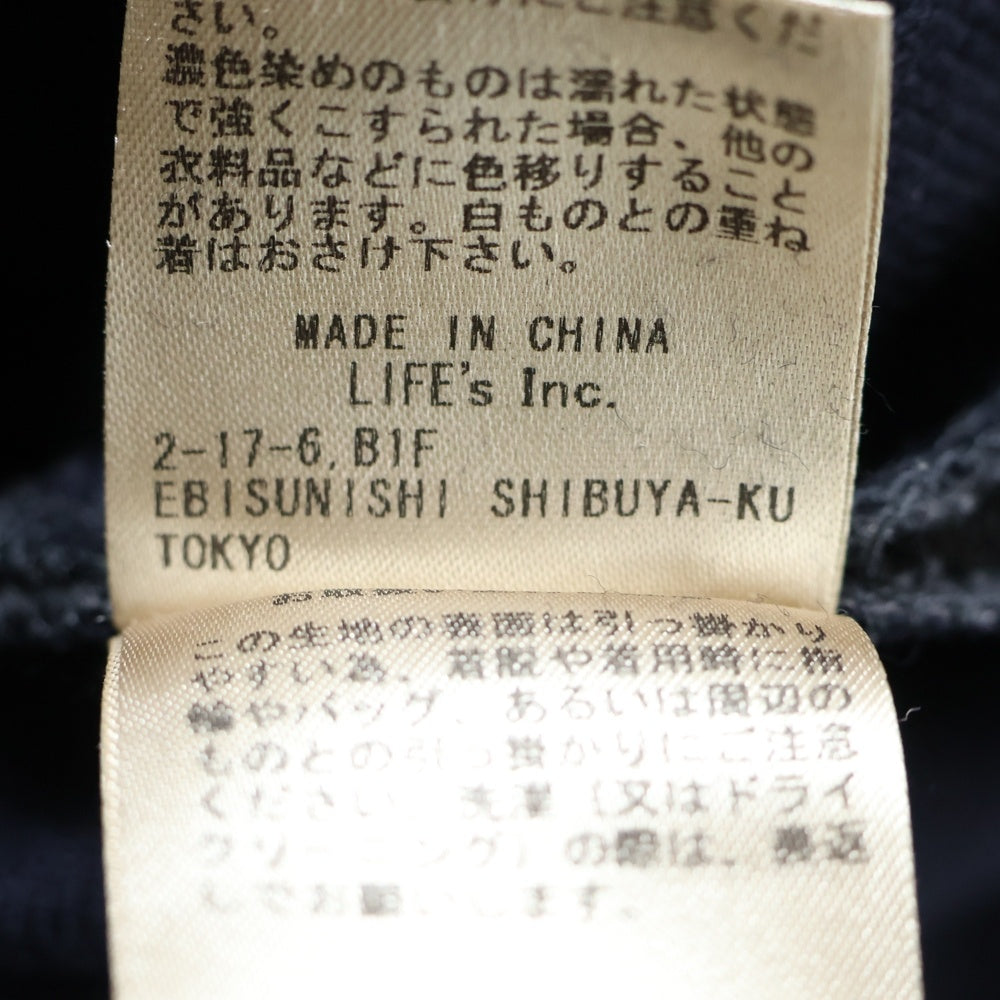 にご注意くだ
さい。
濃色染めのものは濡れた状態
で強くこすられた場合、他の
衣料品などに色移りすること
があります。白ものとの重ね
着はおさけ下さい。
MADE IN CHINA
LIFE's Inc.
2-17-6,B1F
EBISUNISHI SHIBUYA-KU
TOKYO
この生地の表面は引っ掛かり
やすい為、着脱や着用時に指
輪やバッグ、あるいは周辺の
ものとの引っ掛かりにご注意
ください。洗濯(又はドライ
クリーニング)の際は、裏返
しでお願いします。